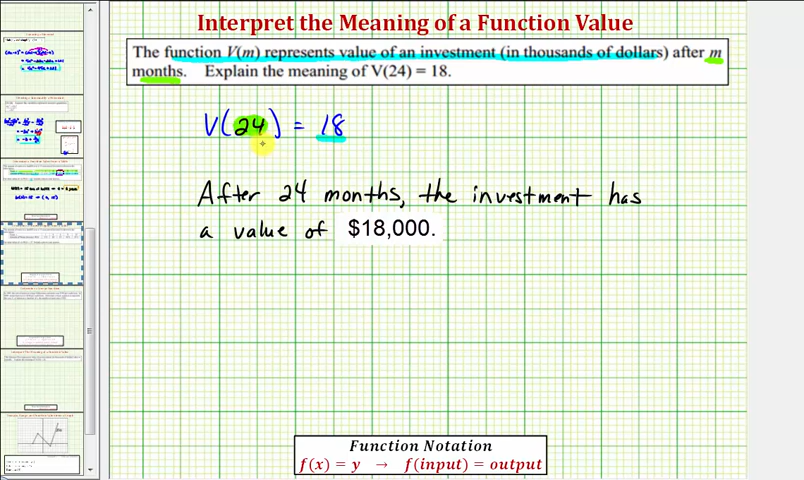 Interpret the Meaning of a Function Value
The function V(m) represents value of an investment (in thousands of dollars) after m
months. Explain the meaning of V(24) = 18.
V(24) = 18
After 24 months, the investment has
a value of $18,000.
Function Notation
f(x) = y → f(input) = output